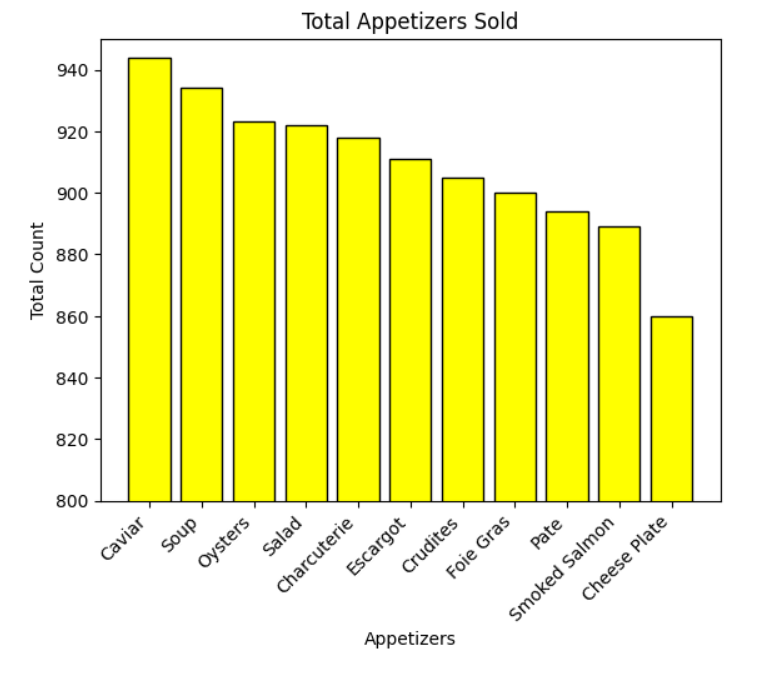 Total Appetizers Sold
Total Count
940
920
900
880
860
840
820
800
Caviar
Soup
Oysters
Salad
Charcuterie
Escargot
Crudites
Foie Gras
Pate
Smoked Salmon
Cheese Plate
Appetizers